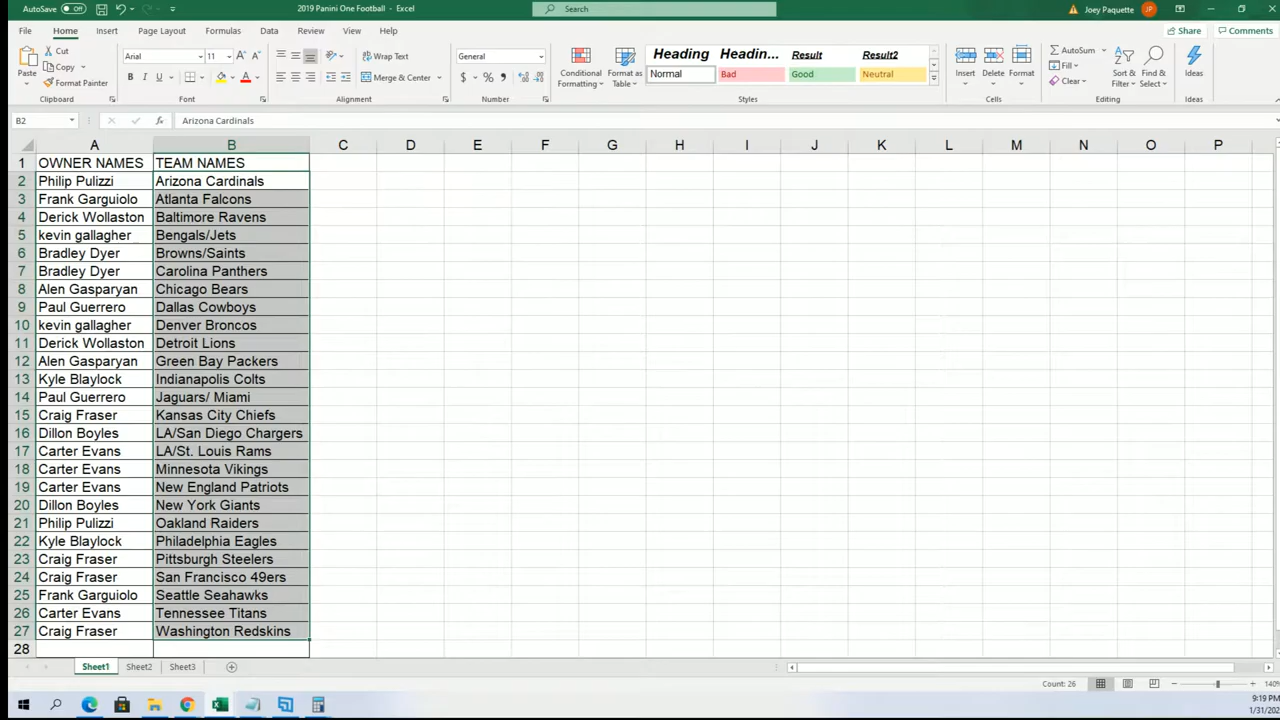 AutoSave Off 2019 Panini One Football - Excel Search Joey Paquette JP
File Home Insert Page Layout Formulas Data Review View Help Share Comments
Paste Cut Copy Format Painter Clipboard
Arial 11 B I U A Font
Wrap Text Merge & Center Alignment
General $ % Number
Conditional Formatting Format as Table
Heading Headin... Result Result2
Normal Bad Good Neutral
Styles
Insert Delete Format Cells
AutoSum Fill Clear Sort & Filter Find & Select Editing
Ideas Ideas
B2 fx Arizona Cardinals
A B C D E F G H I J K L M N O P
1 OWNER NAMES TEAM NAMES
2 Philip Pulizzi Arizona Cardinals
3 Frank Garguiolo Atlanta Falcons
4 Derick Wollaston Baltimore Ravens
5 kevin gallagher Bengals/Jets
6 Bradley Dyer Browns/Saints
7 Bradley Dyer Carolina Panthers
8 Alen Gasparyan Chicago Bears
9 Paul Guerrero Dallas Cowboys
10 kevin gallagher Denver Broncos
11 Derick Wollaston Detroit Lions
12 Alen Gasparyan Green Bay Packers
13 Kyle Blaylock Indianapolis Colts
14 Paul Guerrero Jaguars/ Miami
15 Craig Fraser Kansas City Chiefs
16 Dillon Boyles LA/San Diego Chargers
17 Carter Evans LA/St. Louis Rams
18 Carter Evans Minnesota Vikings
19 Carter Evans New England Patriots
20 Dillon Boyles New York Giants
21 Philip Pulizzi Oakland Raiders
22 Kyle Blaylock Philadelphia Eagles
23 Craig Fraser Pittsburgh Steelers
24 Craig Fraser San Francisco 49ers
25 Frank Garguiolo Seattle Seahawks
26 Carter Evans Tennessee Titans
27 Craig Fraser Washington Redskins
28
Sheet1 Sheet2 Sheet3
Count: 26 140%
9:19 PM
1/31/202